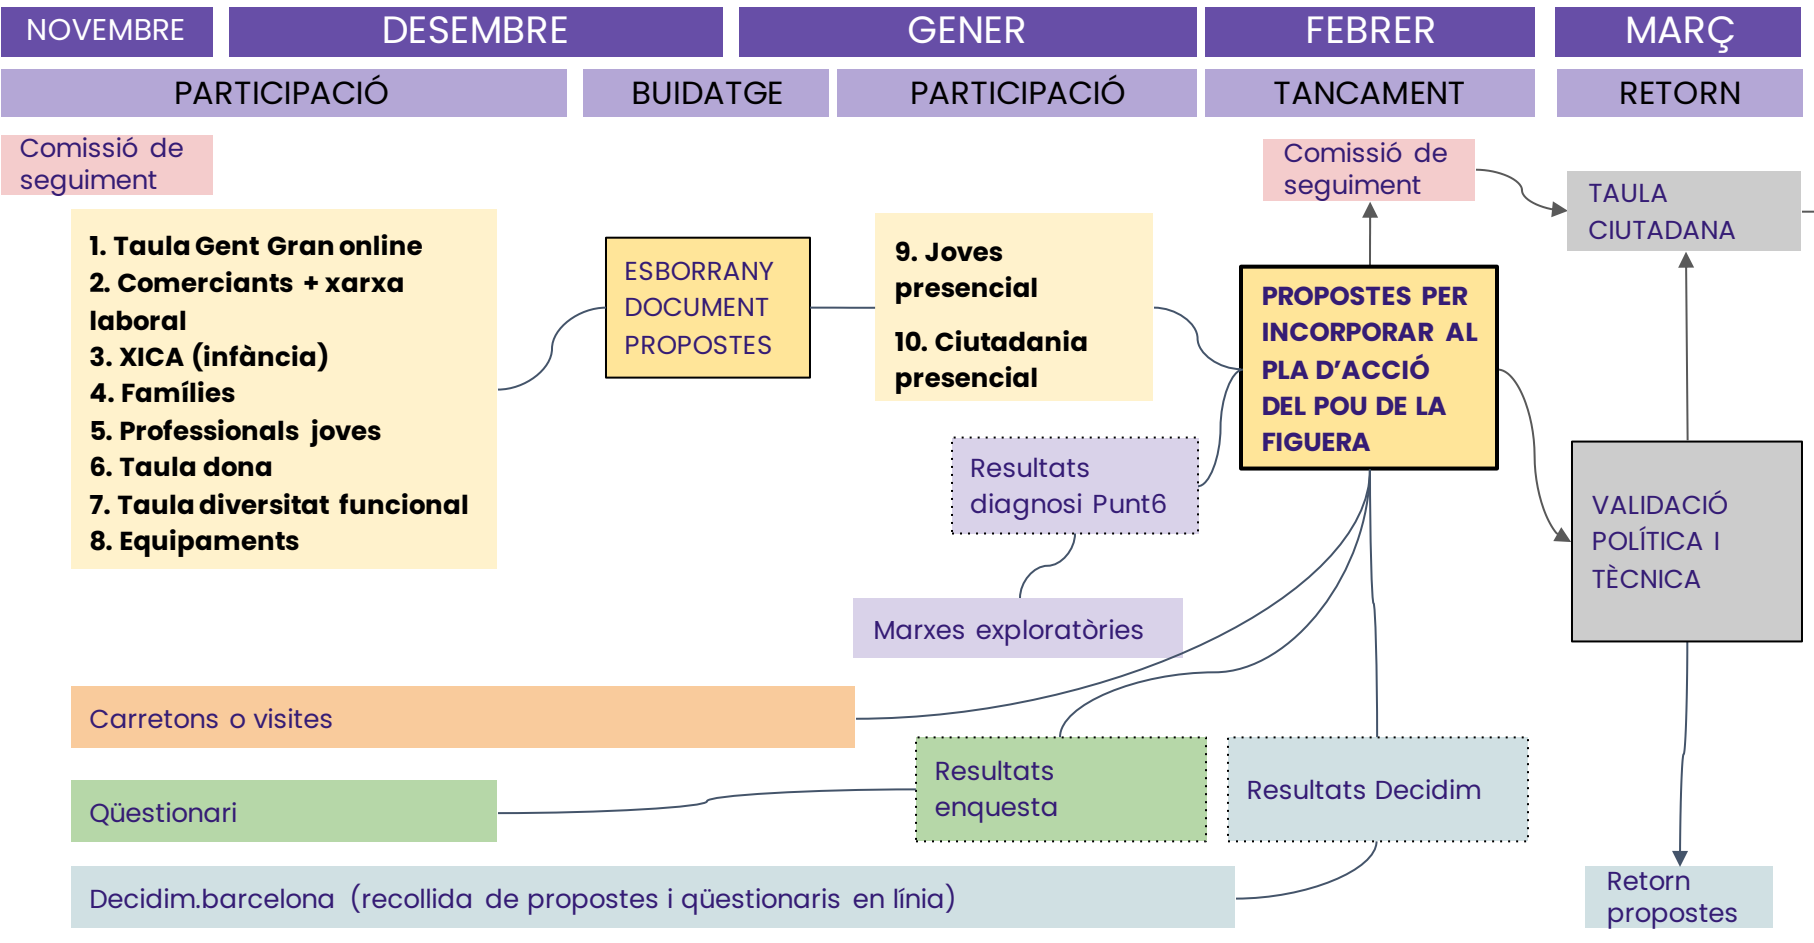 NOVEMBRE
DESEMBRE
GENER
FEBRER
MARÇ
PARTICIPACIÓ
BUIDATGE
PARTICIPACIÓ
TANCAMENT
RETORN
Comissió de
seguiment
1. Taula Gent Gran online
2. Comerciants + xarxa
laboral
3. XICA (infància)
4. Famílies
5. Professionals joves
6. Taula dona
7. Taula diversitat funcional
8. Equipaments
ESBORRANY
DOCUMENT
PROPOSTES
9. Joves
presencial
10. Ciutadania
presencial
Comissió de
seguiment
TAULA
CIUTADANA
PROPOSTES PER
INCORPORAR AL
PLA D'ACCIÓ
DEL POU DE LA
FIGUERA
Resultats
diagnosi Punt6
VALIDACIÓ
POLÍTICA I
TÈCNICA
Marxes exploratòries
Carretons o visites
Resultats
enquesta
Resultats Decidim
Qüestionari
Decidim.barcelona (recollida de propostes i qüestionaris en línia)
Retorn
propostes